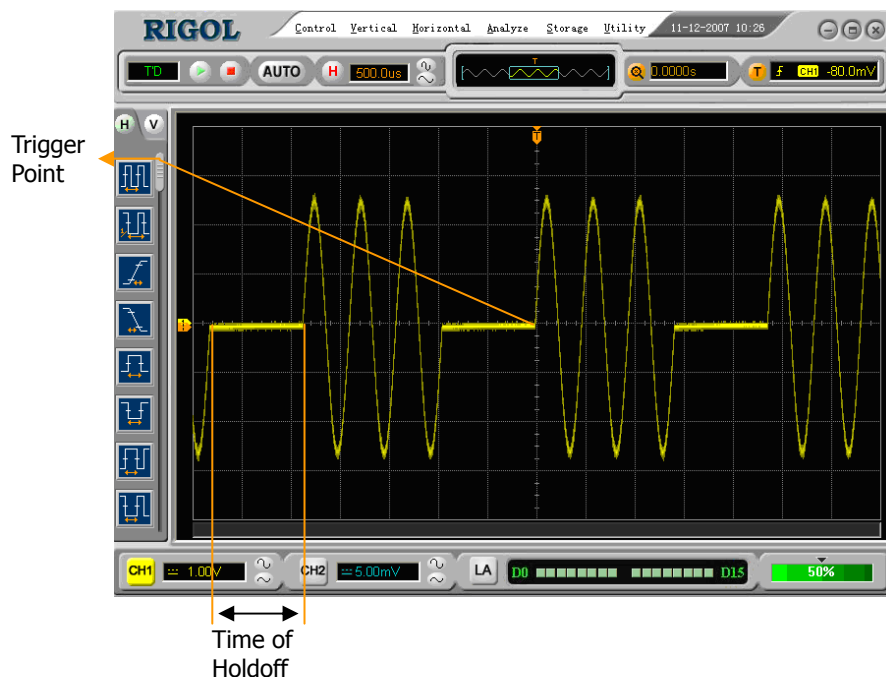 RIGOL
Control Vertical Horizontal Analyze Storage Utility 11-12-2007 10:26
T'D AUTO H 500.0us T 0.0000s T CH1 -80.0mV
H V
Trigger
Point
T
CH1 1.00V CH2 5.00mV LA D0 D15 50%
Time of
Holdoff